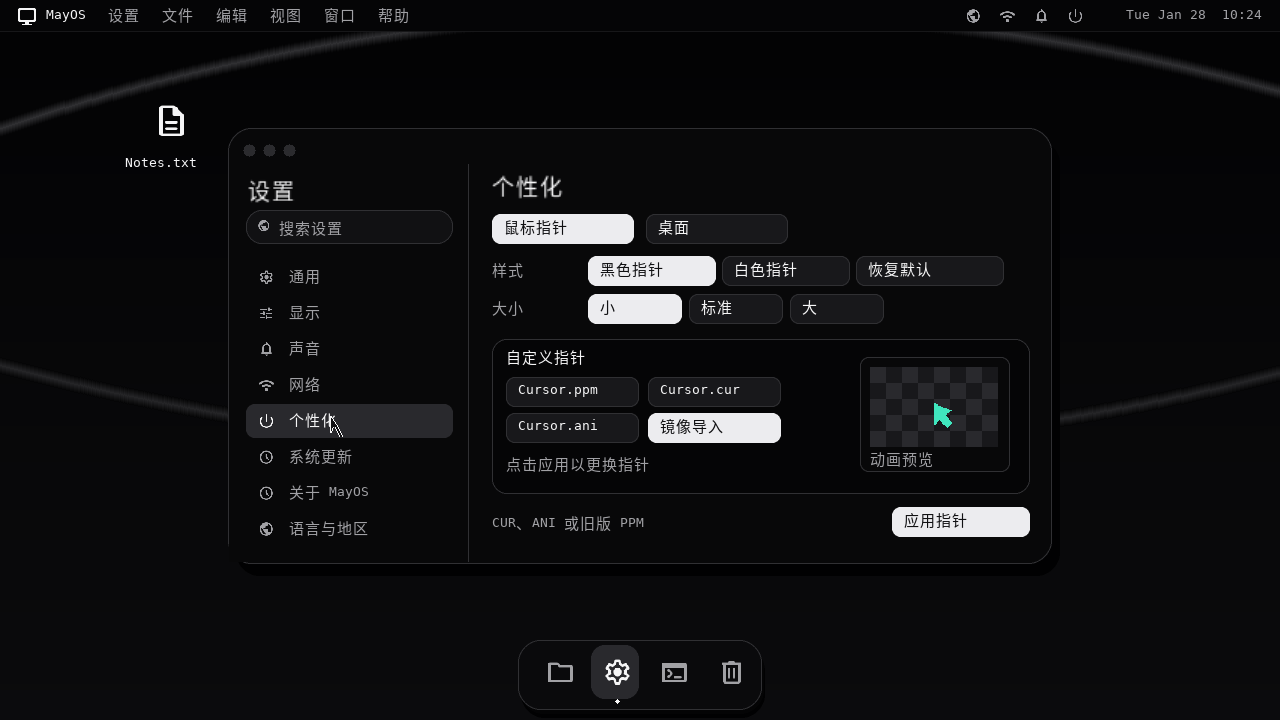 MayOS 设置 文件 编辑 视图 窗口 帮助 Tue Jan 28 10:24
Notes.txt
设置
搜索设置
通用
显示
声音
网络
个性化
系统更新
关于 MayOS
语言与地区
个性化
鼠标指针 桌面
样式 黑色指针 白色指针 恢复默认
大小 小 标准 大
自定义指针
Cursor.ppm Cursor.cur
Cursor.ani 镜像导入
点击应用以更换指针
动画预览
CUR、ANI 或旧版 PPM
应用指针